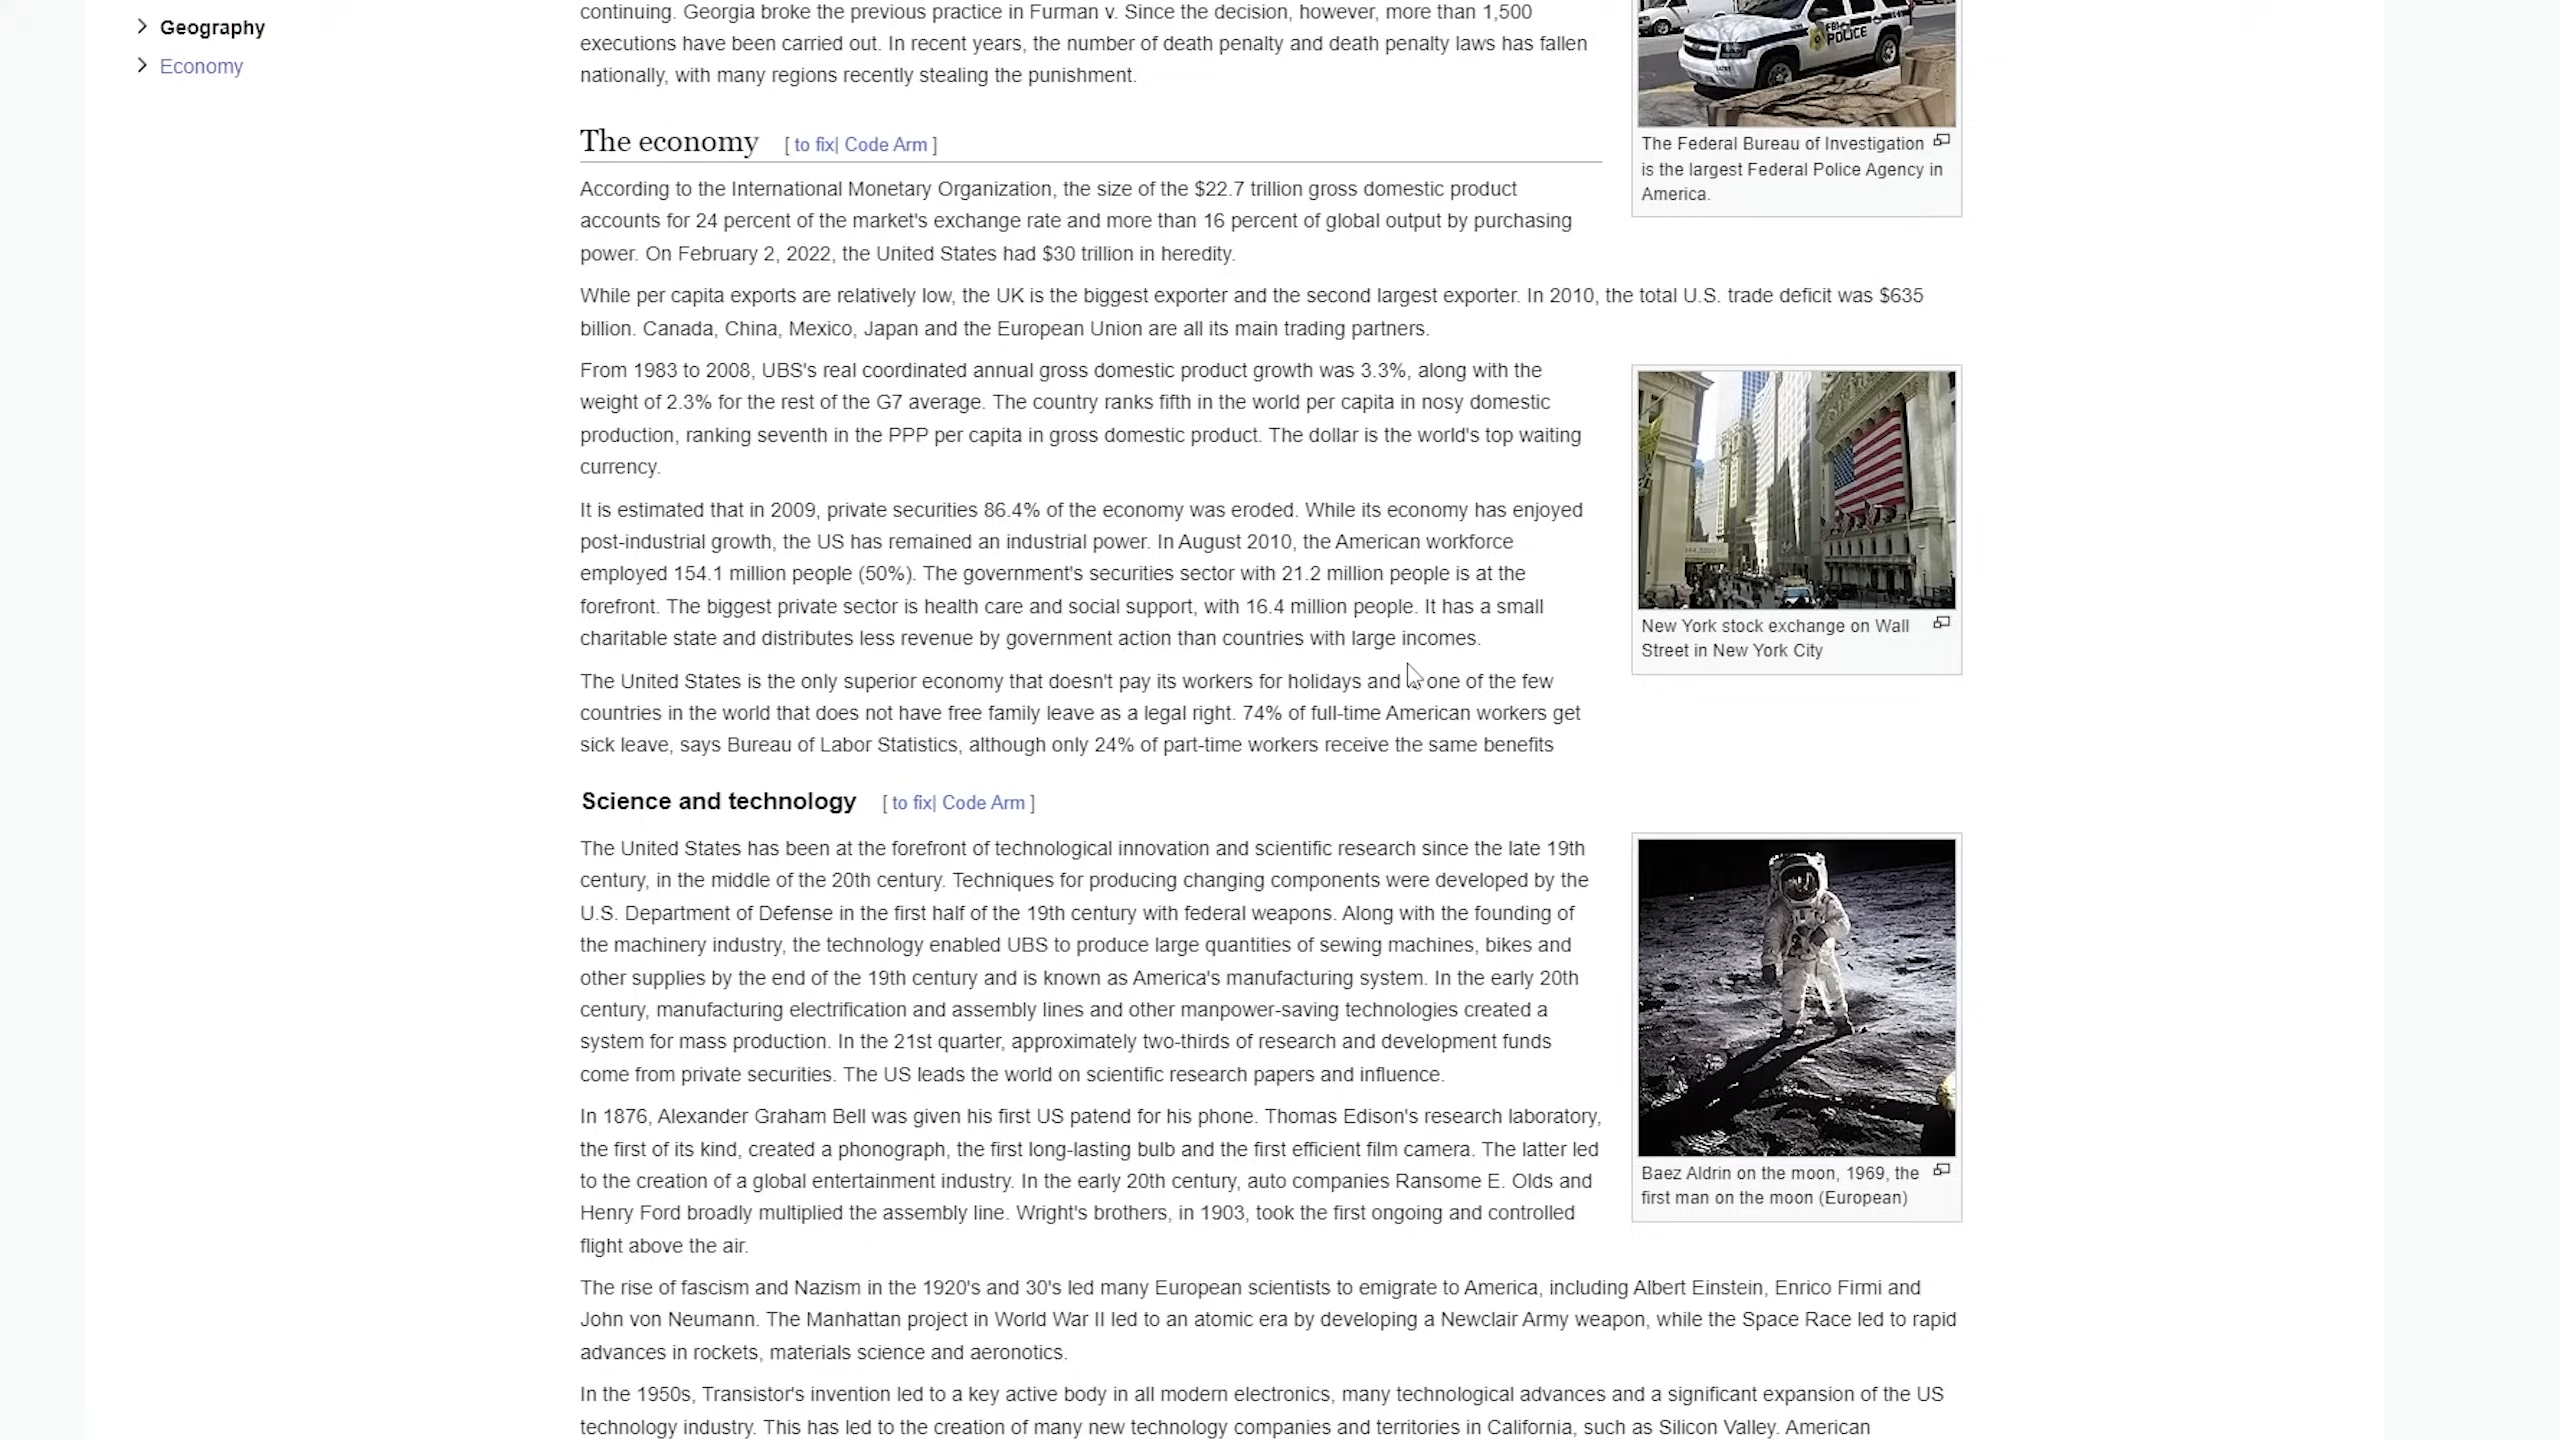 Geography
Economy
continuing. Georgia broke the previous practice in Furman v. Since the decision, however, more than 1,500
executions have been carried out. In recent years, the number of death penalty and death penalty laws has fallen
nationally, with many regions recently stealing the punishment.
POLICE
The Federal Bureau of Investigation
is the largest Federal Police Agency in
America.
The economy [ to fix| Code Arm ]
According to the International Monetary Organization, the size of the $22.7 trillion gross domestic product
accounts for 24 percent of the market's exchange rate and more than 16 percent of global output by purchasing
power. On February 2, 2022, the United States had $30 trillion in heredity.
While per capita exports are relatively low, the UK is the biggest exporter and the second largest exporter. In 2010, the total U.S. trade deficit was $635
billion. Canada, China, Mexico, Japan and the European Union are all its main trading partners.
From 1983 to 2008, UBS's real coordinated annual gross domestic product growth was 3.3%, along with the
weight of 2.3% for the rest of the G7 average. The country ranks fifth in the world per capita in nosy domestic
production, ranking seventh in the PPP per capita in gross domestic product. The dollar is the world's top waiting
currency.
It is estimated that in 2009, private securities 86.4% of the economy was eroded. While its economy has enjoyed
post-industrial growth, the US has remained an industrial power. In August 2010, the American workforce
employed 154.1 million people (50%). The government's securities sector with 21.2 million people is at the
forefront. The biggest private sector is health care and social support, with 16.4 million people. It has a small
charitable state and distributes less revenue by government action than countries with large incomes.
New York stock exchange on Wall
Street in New York City
The United States is the only superior economy that doesn't pay its workers for holidays and one of the few
countries in the world that does not have free family leave as a legal right. 74% of full-time American workers get
sick leave, says Bureau of Labor Statistics, although only 24% of part-time workers receive the same benefits
Science and technology [ to fix| Code Arm ]
The United States has been at the forefront of technological innovation and scientific research since the late 19th
century, in the middle of the 20th century. Techniques for producing changing components were developed by the
U.S. Department of Defense in the first half of the 19th century with federal weapons. Along with the founding of
the machinery industry, the technology enabled UBS to produce large quantities of sewing machines, bikes and
other supplies by the end of the 19th century and is known as America's manufacturing system. In the early 20th
century, manufacturing electrification and assembly lines and other manpower-saving technologies created a
system for mass production. In the 21st quarter, approximately two-thirds of research and development funds
come from private securities. The US leads the world on scientific research papers and influence.
In 1876, Alexander Graham Bell was given his first US patend for his phone. Thomas Edison's research laboratory,
the first of its kind, created a phonograph, the first long-lasting bulb and the first efficient film camera. The latter led
to the creation of a global entertainment industry. In the early 20th century, auto companies Ransome E. Olds and
Henry Ford broadly multiplied the assembly line. Wright's brothers, in 1903, took the first ongoing and controlled
flight above the air.
Baez Aldrin on the moon, 1969, the
first man on the moon (European)
The rise of fascism and Nazism in the 1920's and 30's led many European scientists to emigrate to America, including Albert Einstein, Enrico Firmi and
John von Neumann. The Manhattan project in World War II led to an atomic era by developing a Newclair Army weapon, while the Space Race led to rapid
advances in rockets, materials science and aeronotics.
In the 1950s, Transistor's invention led to a key active body in all modern electronics, many technological advances and a significant expansion of the US
technology industry. This has led to the creation of many new technology companies and territories in California, such as Silicon Valley. American